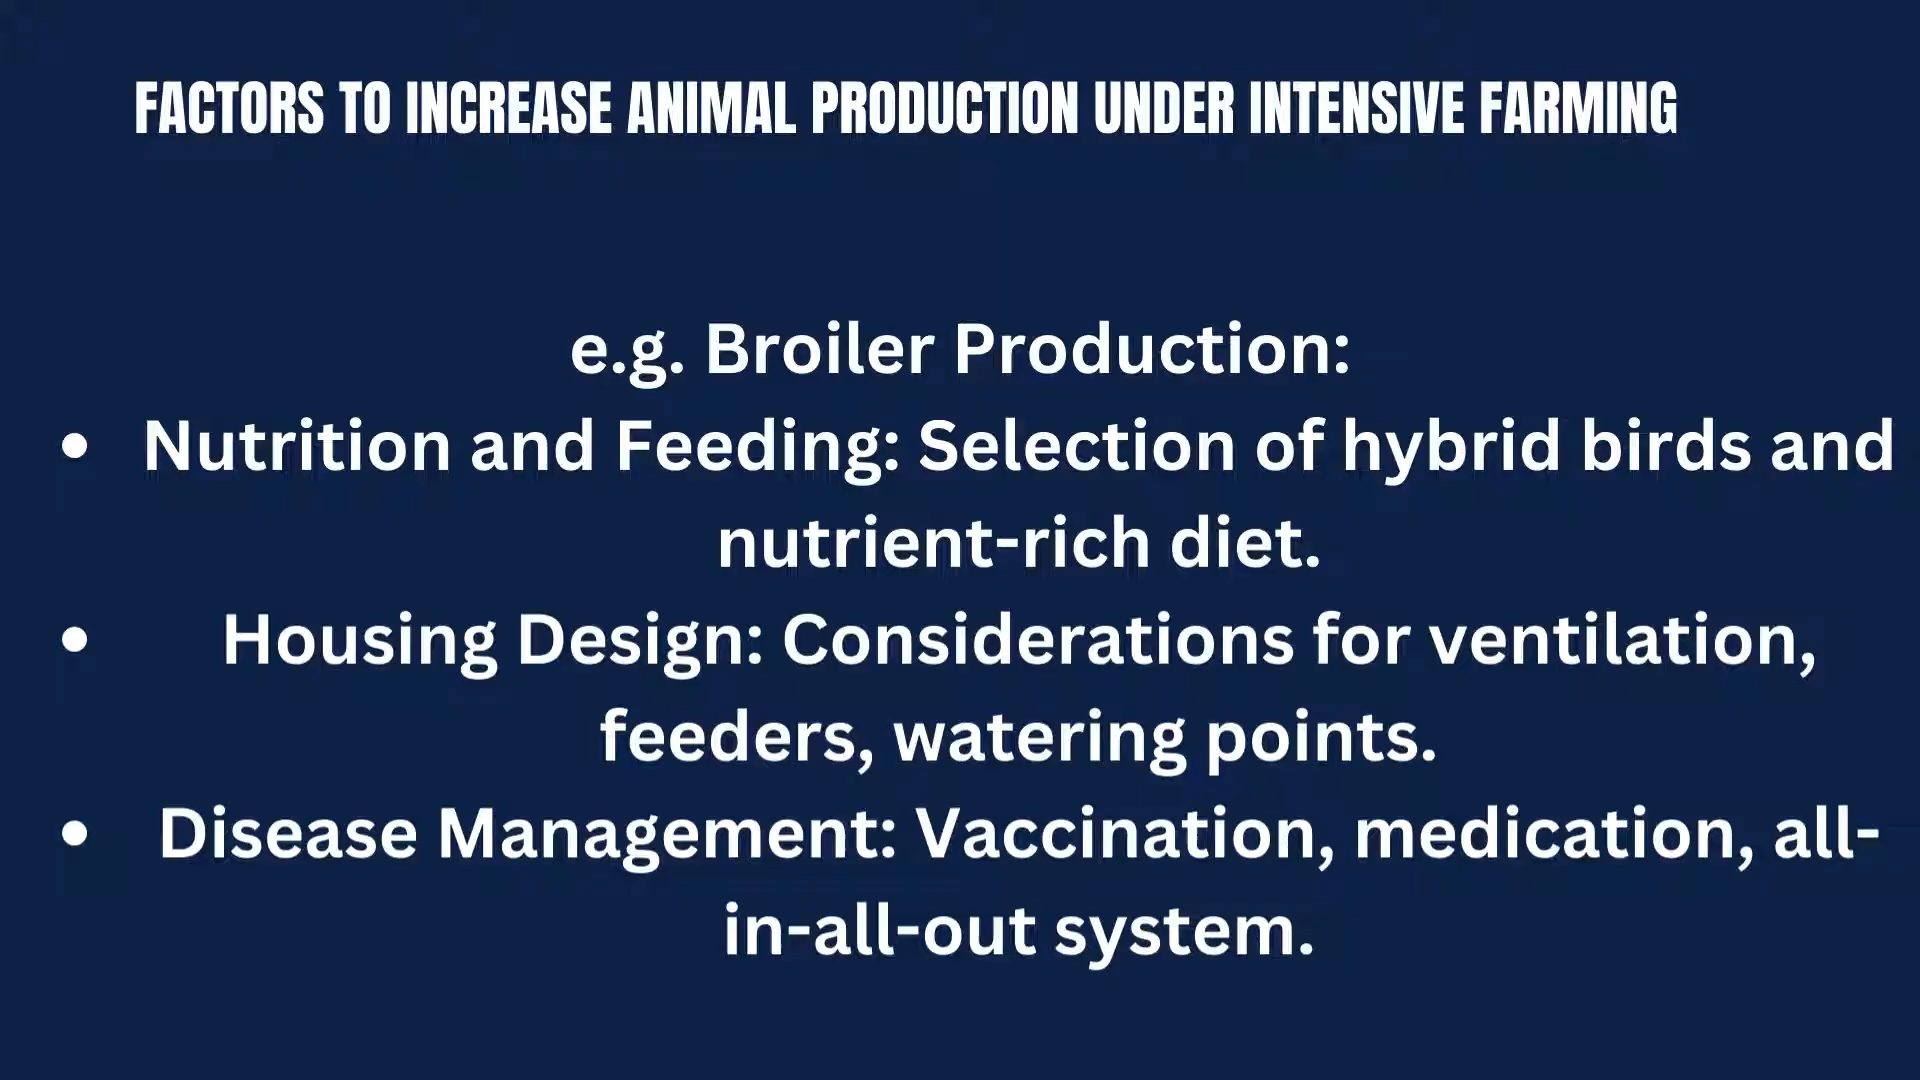 FACTORS TO INCREASE ANIMAL PRODUCTION UNDER INTENSIVE FARMING
e.g. Broiler Production:
• Nutrition and Feeding: Selection of hybrid birds and
nutrient-rich diet.
• Housing Design: Considerations for ventilation,
feeders, watering points.
• Disease Management: Vaccination, medication, all-
in-all-out system.